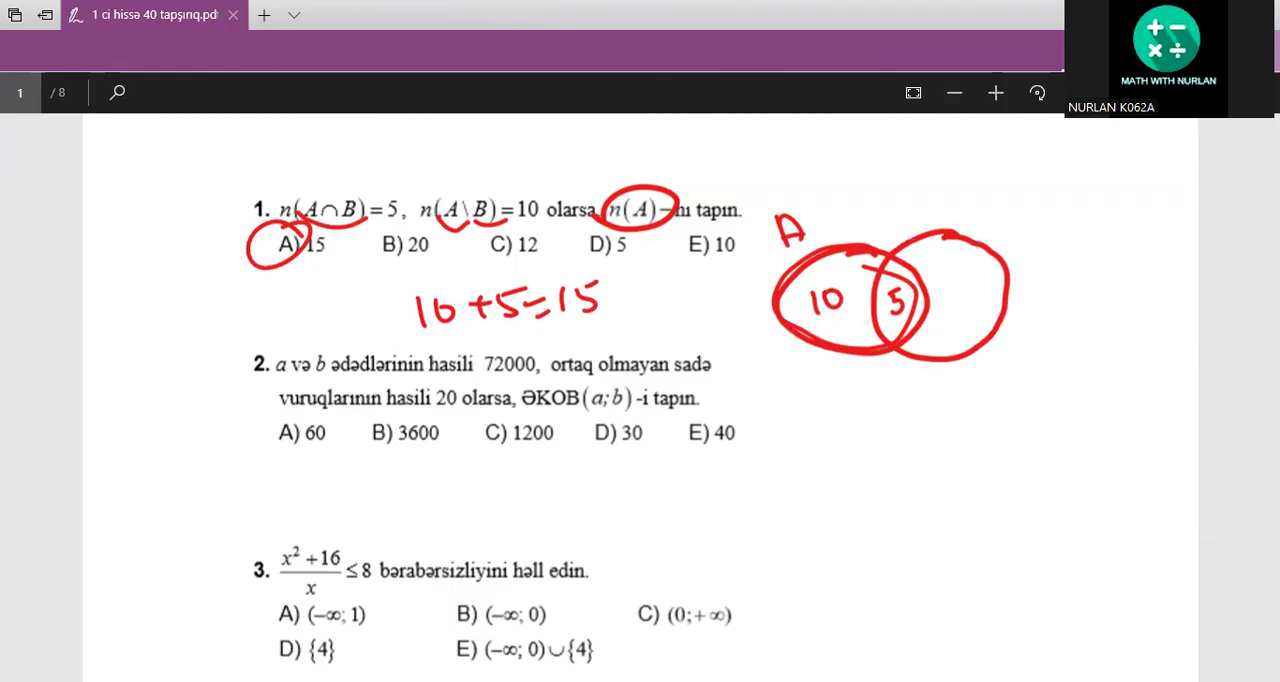 1 ci hissə 40 tapşırıq.pdf
1 / 8
MATH WITH NURLAN
NURLAN K062A
1. n(A∩B)=5, n(A\B)=10 olarsa, n(A)–nı tapın.
A) 15 B) 20 C) 12 D) 5 E) 10
A
10 5
10+5=15
2. a və b ədədlərinin hasili 72000, ortaq olmayan sadə
vuruqlarının hasili 20 olarsa, ƏKOB(a;b) -i tapın.
A) 60 B) 3600 C) 1200 D) 30 E) 40
3. (x²+16)/x ≤8 bərabərsizliyini həll edin.
A) (–∞; 1) B) (–∞; 0) C) (0;+∞)
D) {4} E) (–∞; 0)∪{4}